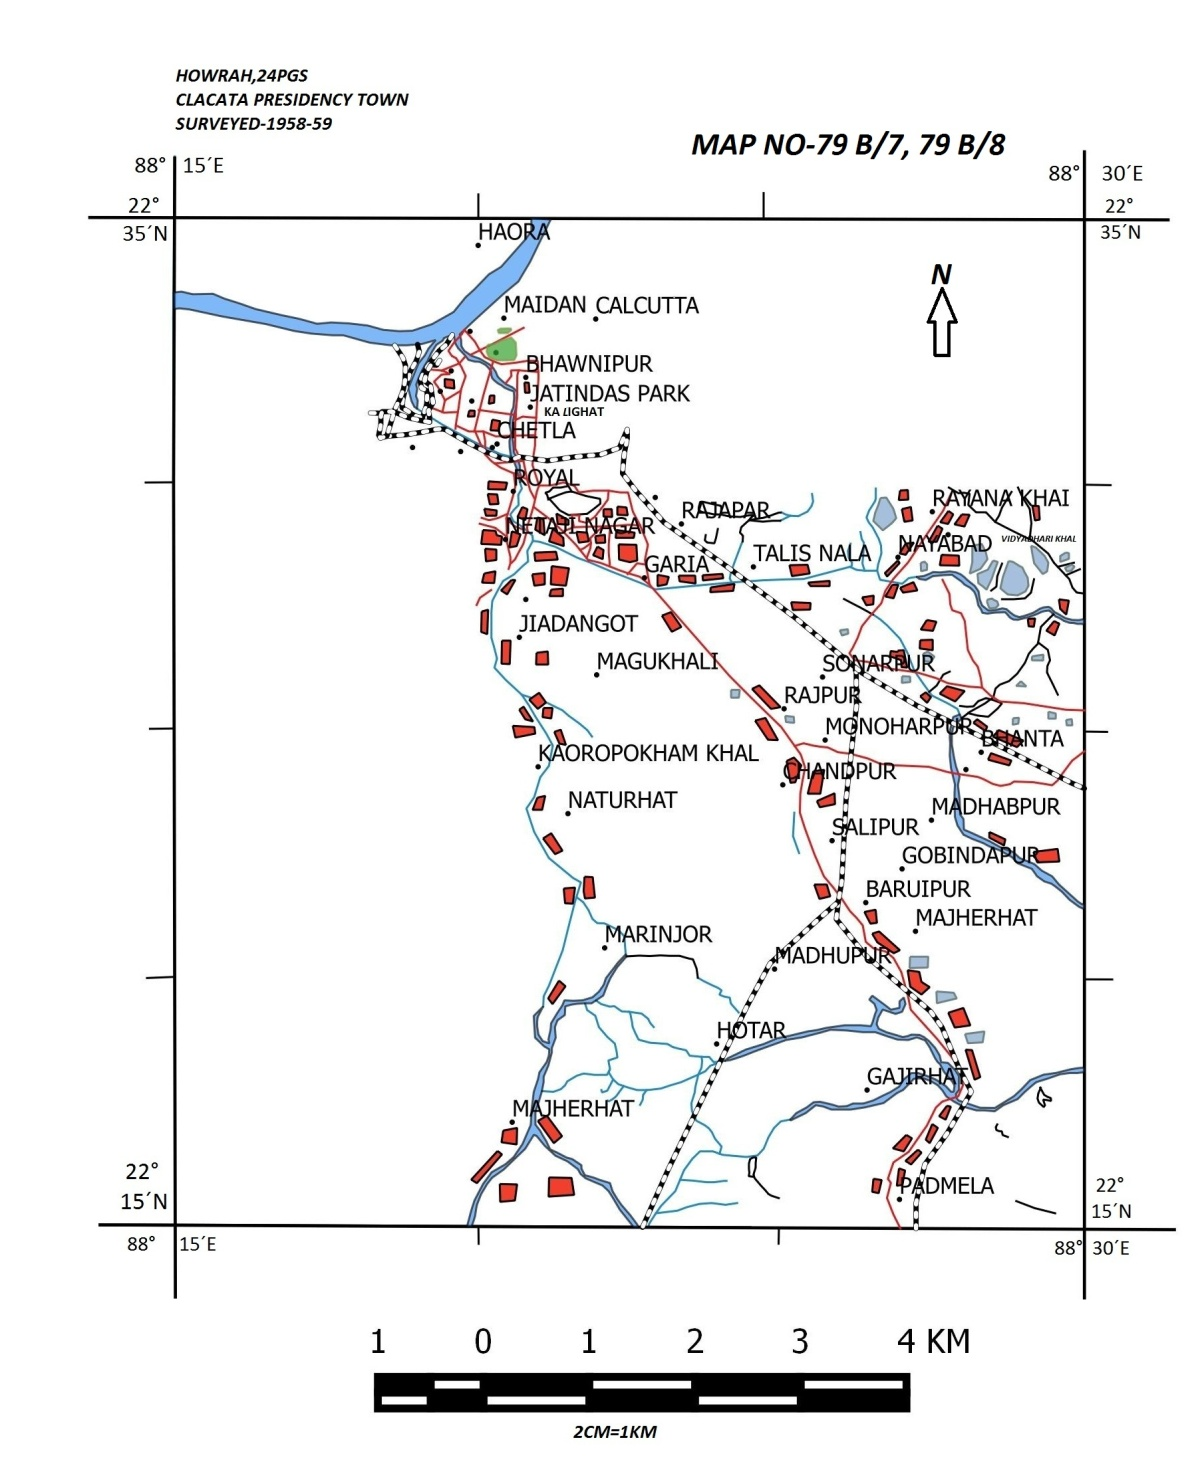 HOWRAH,24PGS
CLACATA PRESIDENCY TOWN
SURVEYED-1958-59
MAP NO-79 B/7, 79 B/8
88° 15´E
88° 30´E
22°
35´N
22°
35´N
HAORA
N
MAIDAN CALCUTTA
BHAWNIPUR
JATINDAS PARK
KALIGHAT
CHETLA
ROYAL
RAYANA KHAI
RAJAPAR
NETAJI NAGAR
VIDYADHARI KHAL
NAYABAD
TALIS NALA
GARIA
JIADANGOT
MAGUKHALI
SONARPUR
RAJPUR
MONOHARPUR
BHANTA
KAOROPOKHAM KHAL
CHANDPUR
NATURHAT
MADHABPUR
SALIPUR
GOBINDAPUR
BARUIPUR
MAJHERHAT
MARINJOR
MADHUPUR
HOTAR
GAJIRHAT
MAJHERHAT
PADMELA
22°
15´N
22°
15´N
88° 15´E
88° 30´E
1 0 1 2 3 4 KM
2CM=1KM